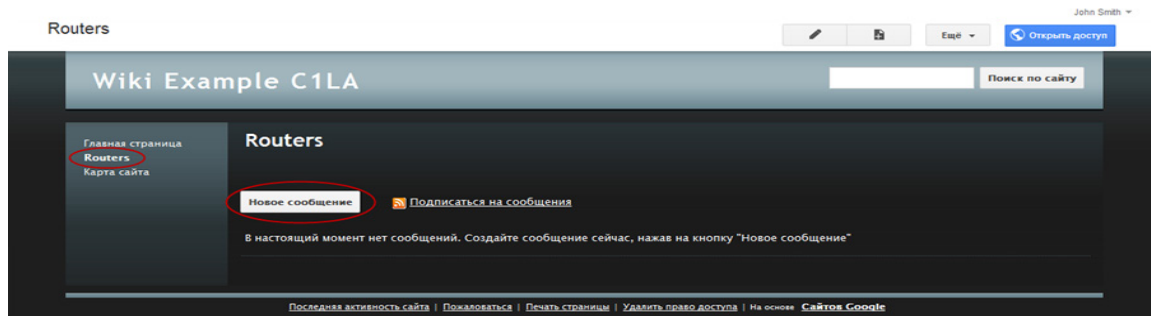 John Smith
Routers
Ещё
Открыть доступ
Wiki Example C1LA
Поиск по сайту
Главная страница
Routers
Карта сайта
Routers
Новое сообщение
Подписаться на сообщения
В настоящий момент нет сообщений. Создайте сообщение сейчас, нажав на кнопку "Новое сообщение"
Последняя активность сайта | Пожаловаться | Печать страницы | Удалить право доступа | На основе Сайтов Google